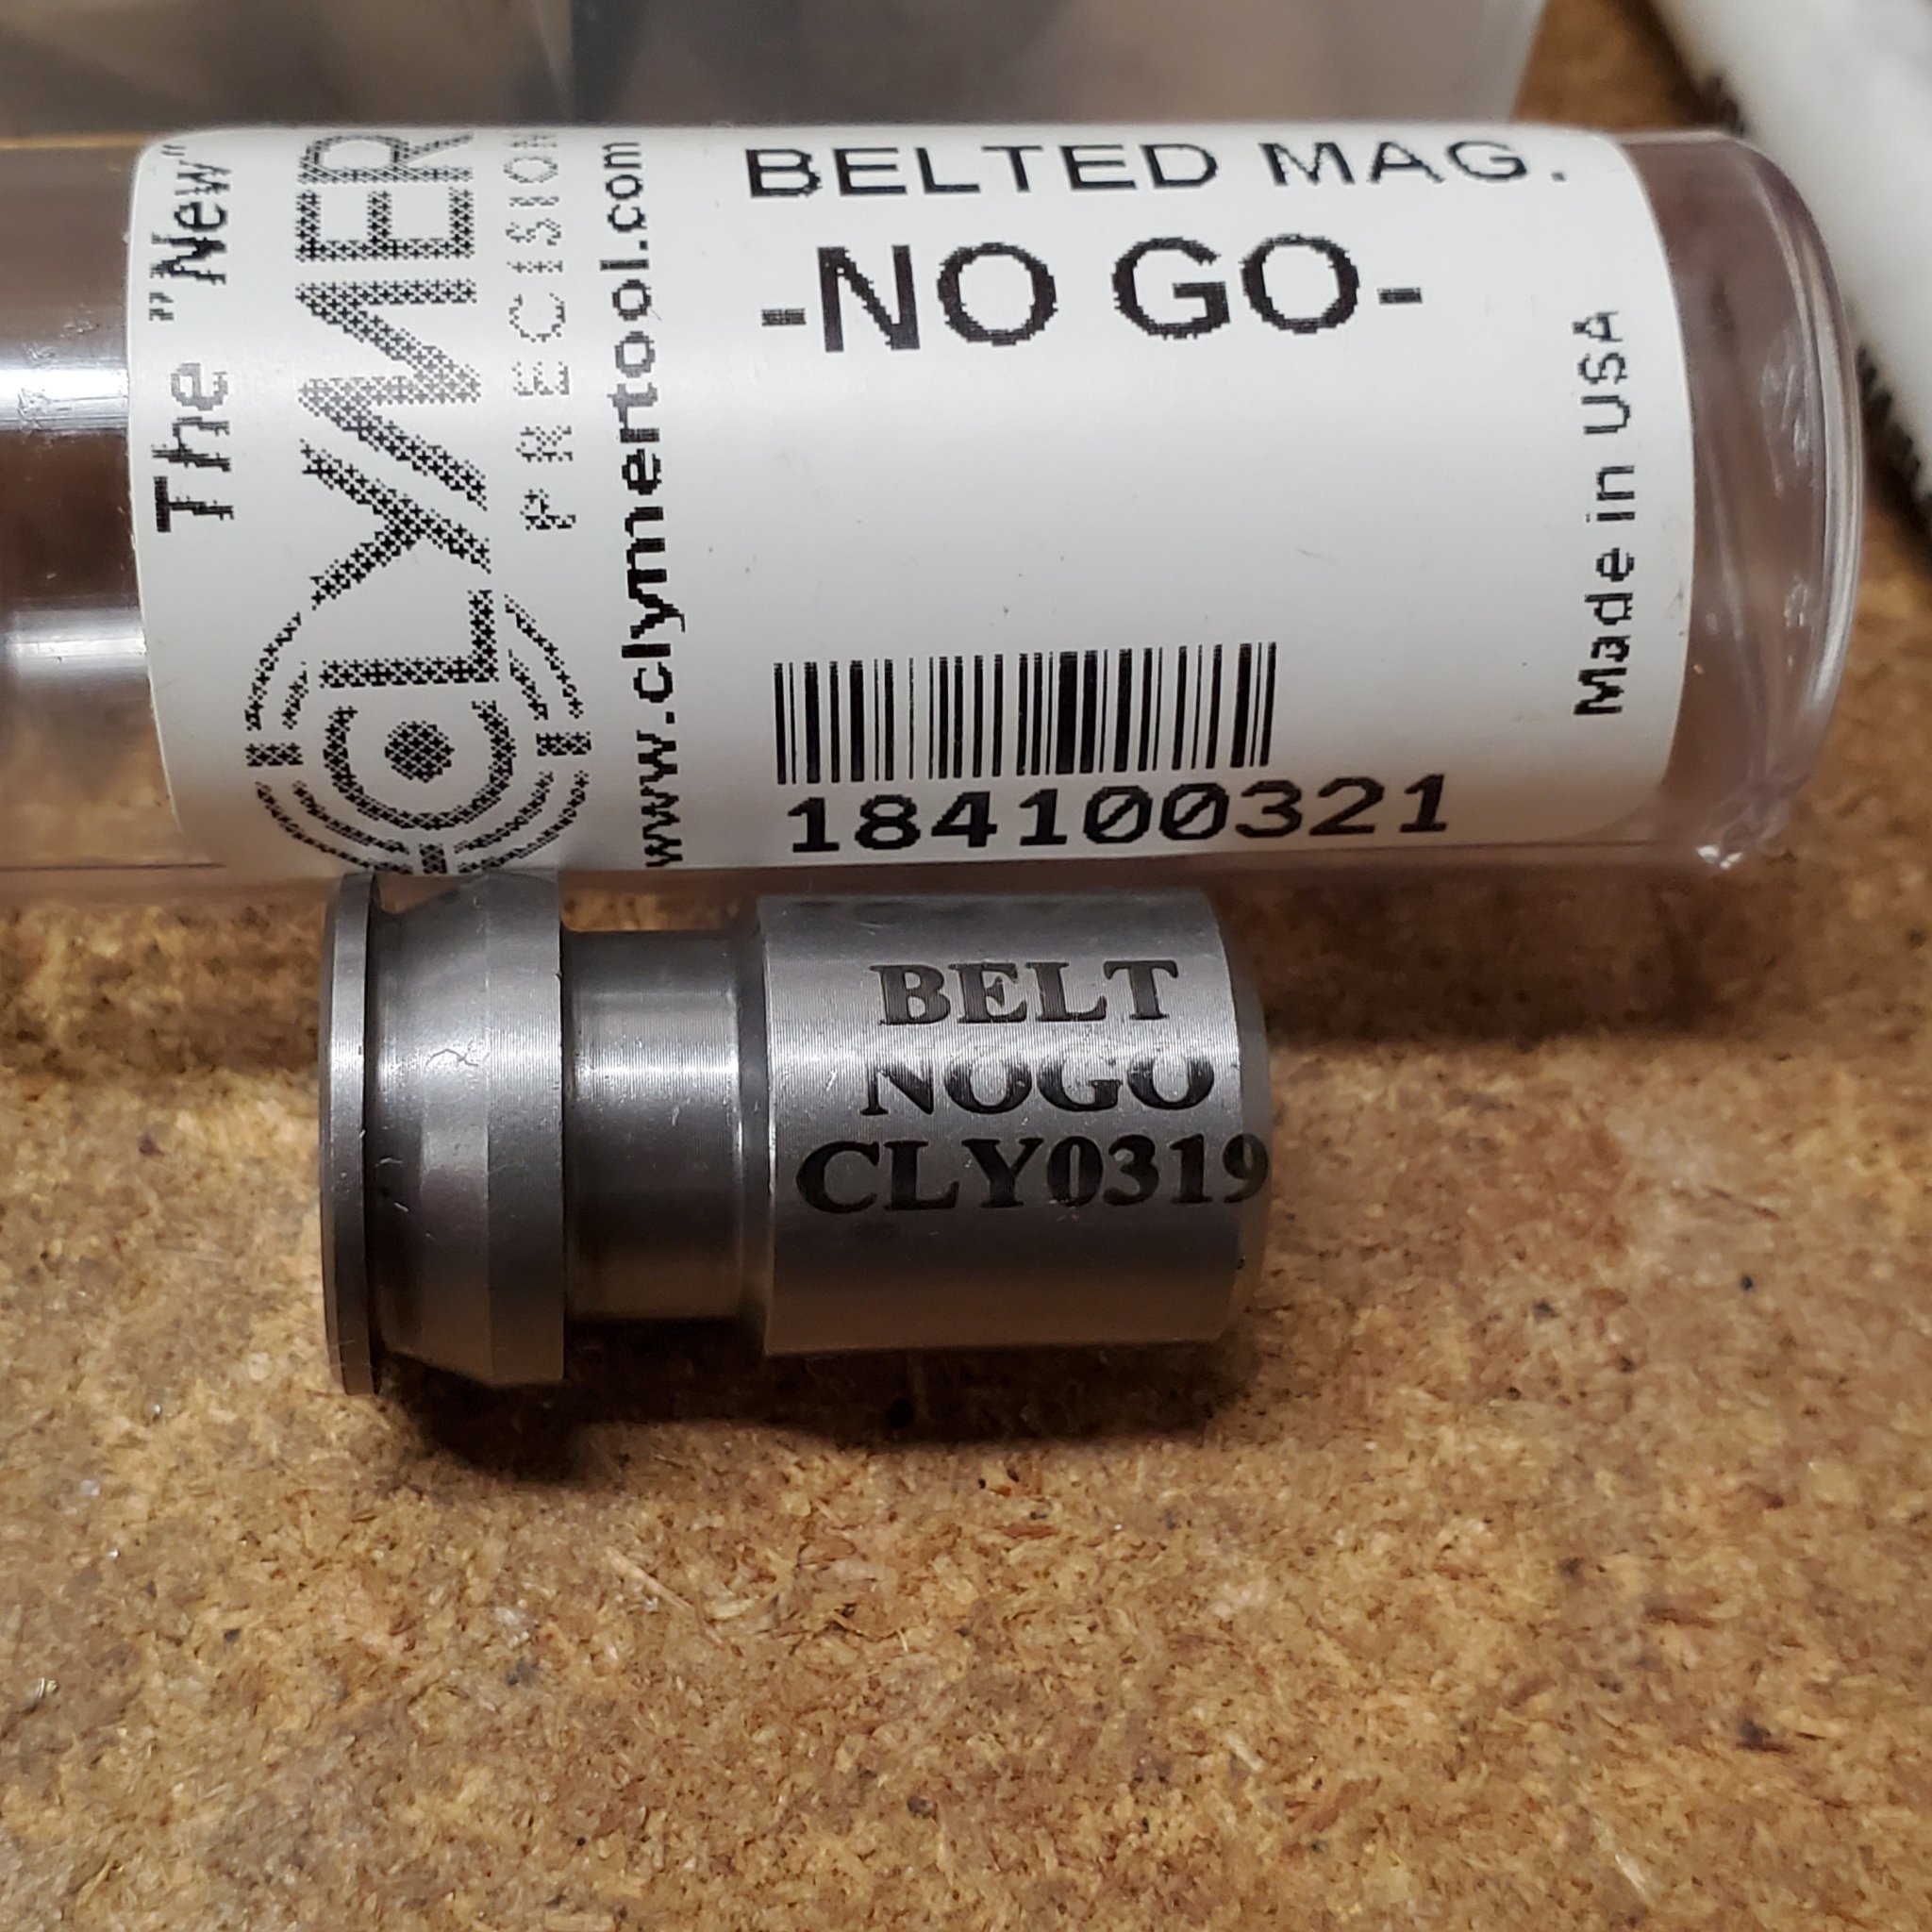 The "New"
CLYMER
PRECISION
www.clymertool.com
BELTED MAG.
-NO GO-
184100321
Made in USA
BELT
NOGO
CLY0319